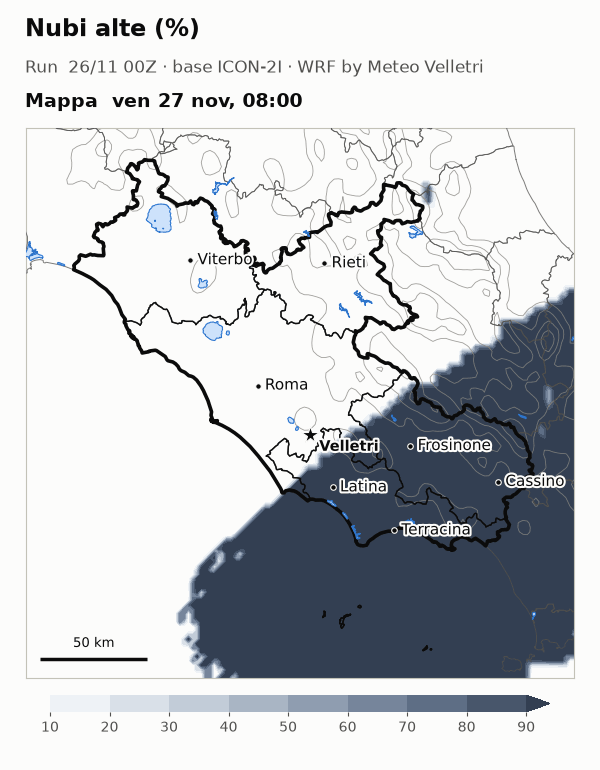 Nubi alte (%)
Run  26/11 00Z · base ICON-2I · WRF by Meteo Velletri
Mappa  ven 27 nov, 08:00
Viterbo
Rieti
Roma
Velletri
Frosinone
Latina
Cassino
Terracina
50 km
10 20 30 40 50 60 70 80 90